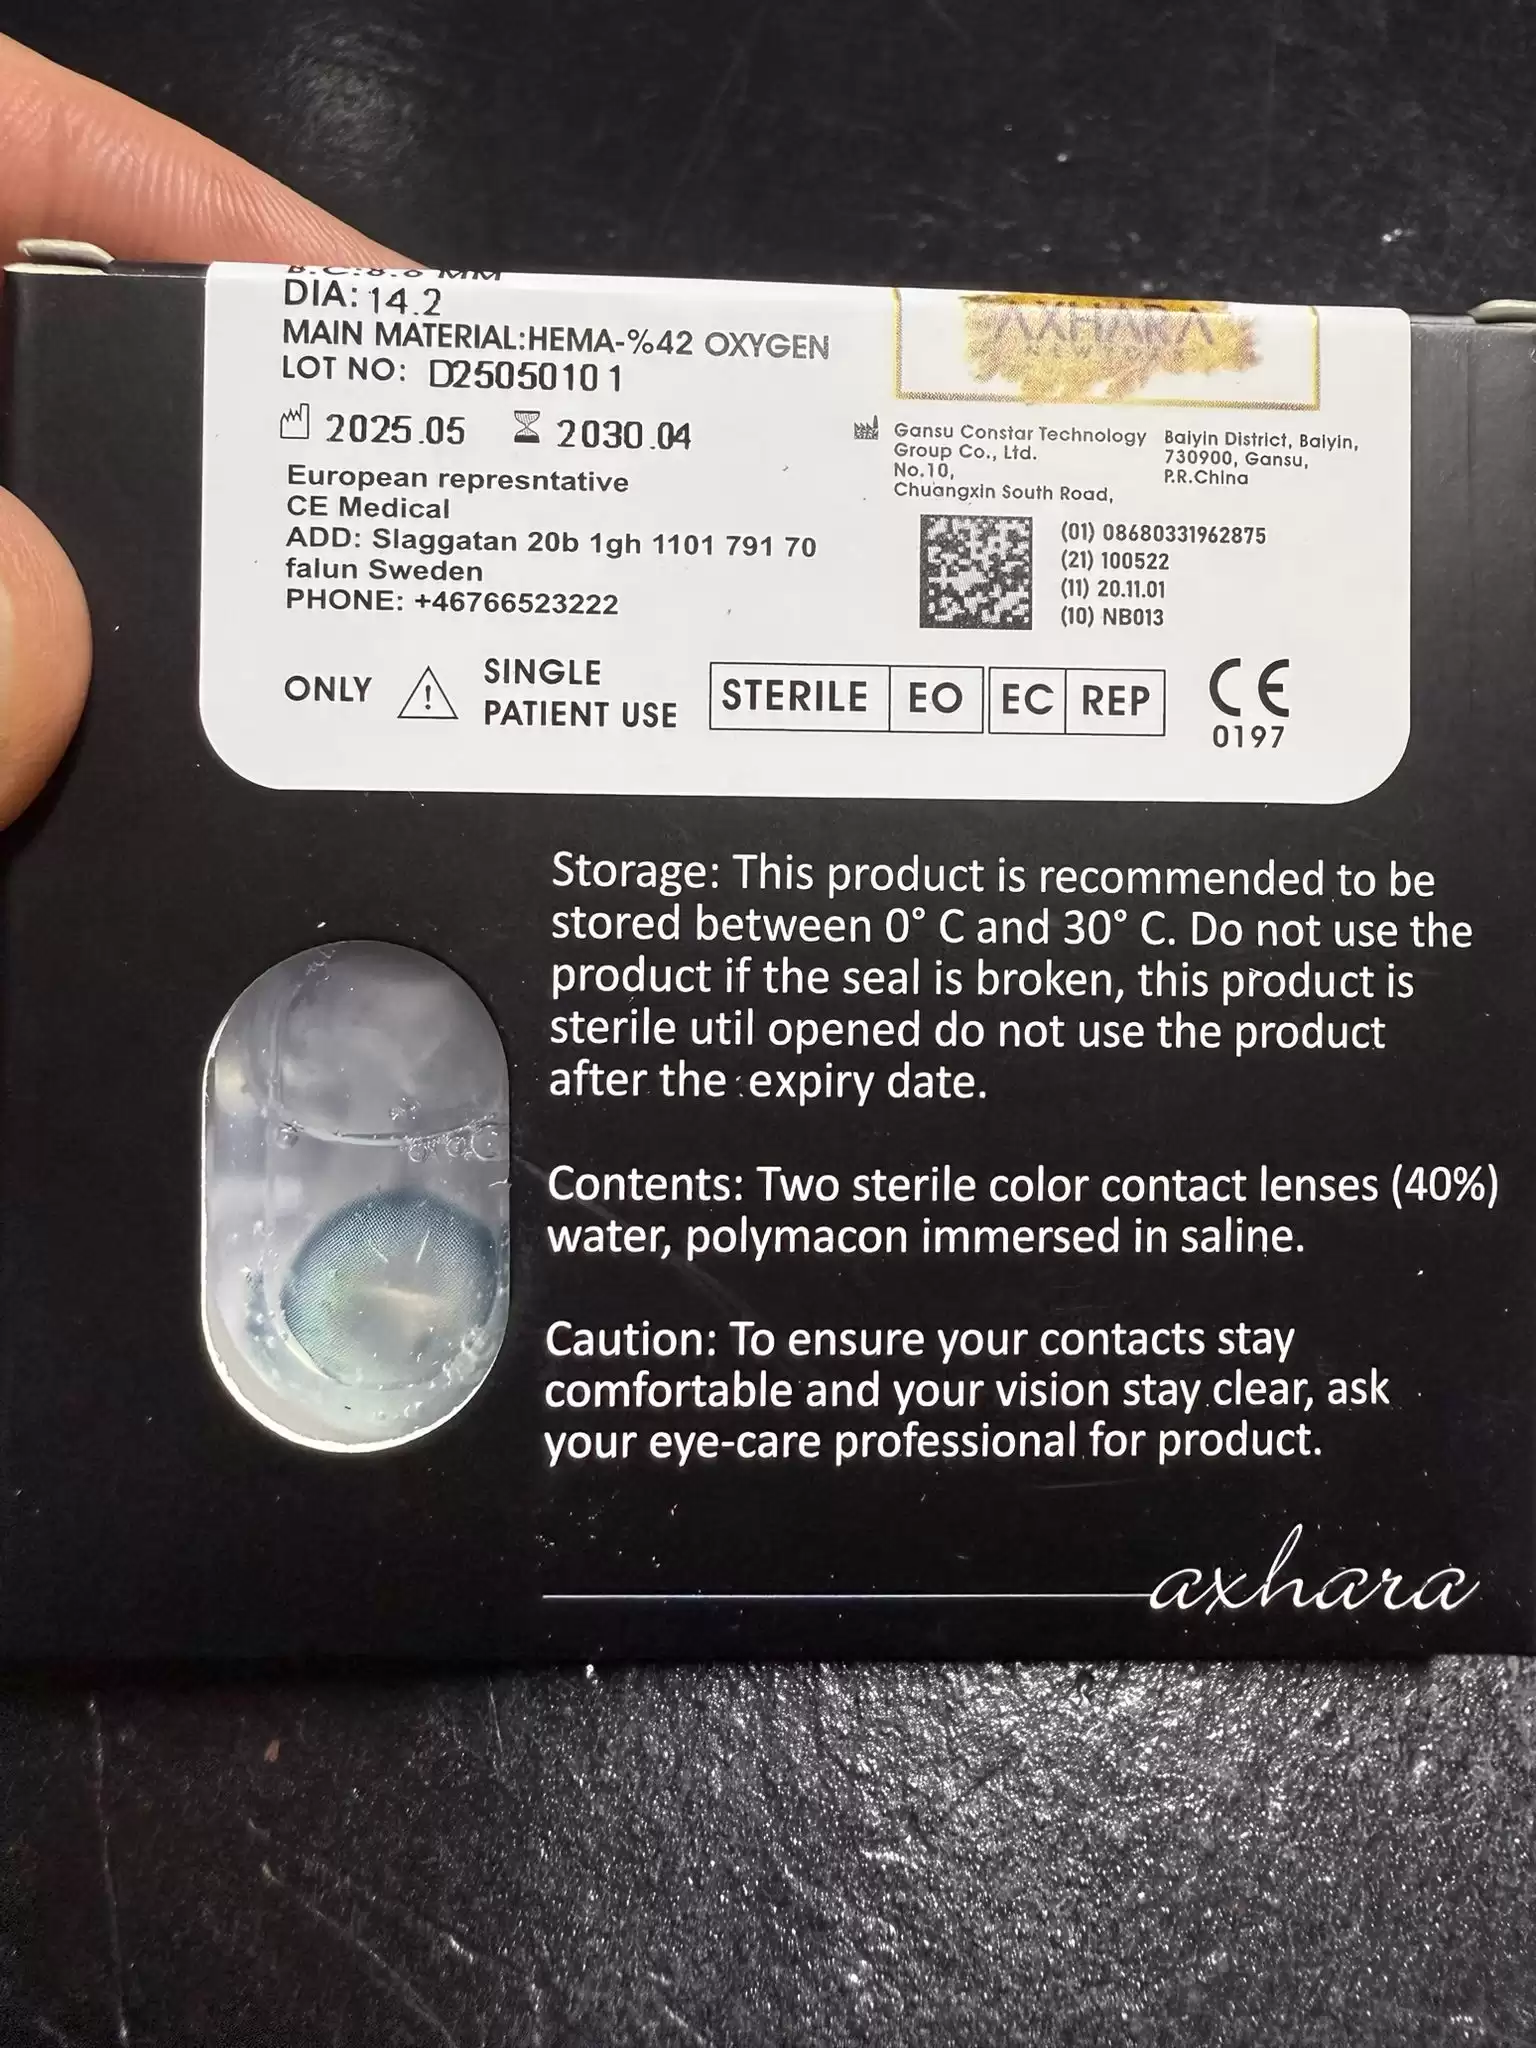 B.C:8.6 MM
DIA: 14.2
MAIN MATERIAL:HEMA-%42 OXYGEN
LOT NO: D25050101
2025.05 2030.04
European represntative
CE Medical
ADD: Slaggatan 20b 1gh 1101 791 70
falun Sweden
PHONE: +46766523222
AXHARA
Gansu Constar Technology
Group Co., Ltd.
No.10,
Chuangxin South Road,
Baiyin District, Baiyin,
730900, Gansu,
P.R.China
(01) 08680331962875
(21) 100522
(11) 20.11.01
(10) NB013
ONLY
SINGLE
PATIENT USE
STERILE EO EC REP
CE
0197
Storage: This product is recommended to be
stored between 0° C and 30° C. Do not use the
product if the seal is broken, this product is
sterile util opened do not use the product
after the expiry date.
Contents: Two sterile color contact lenses (40%)
water, polymacon immersed in saline.
Caution: To ensure your contacts stay
comfortable and your vision stay clear, ask
your eye-care professional for product.
axhara